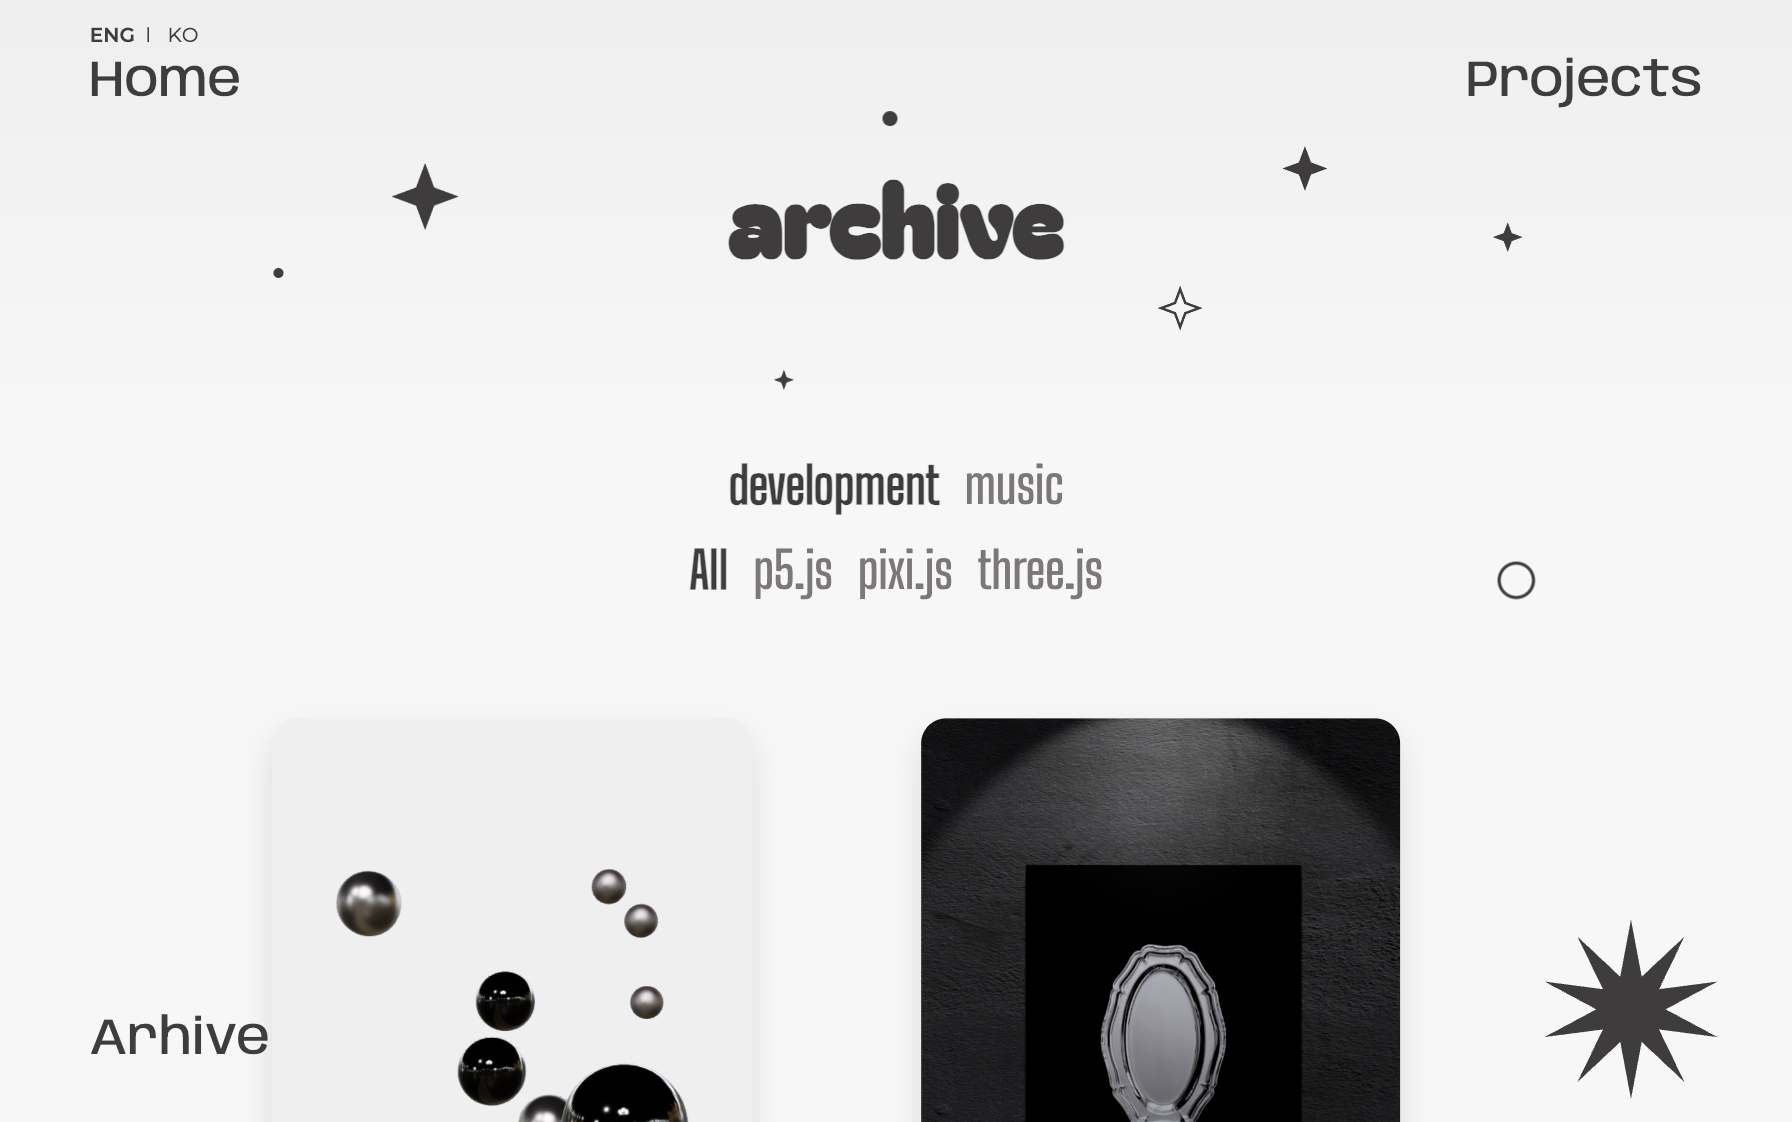 ENG | KO
Home
Projects
archive
development music
All p5.js pixi.js three.js
Arhive